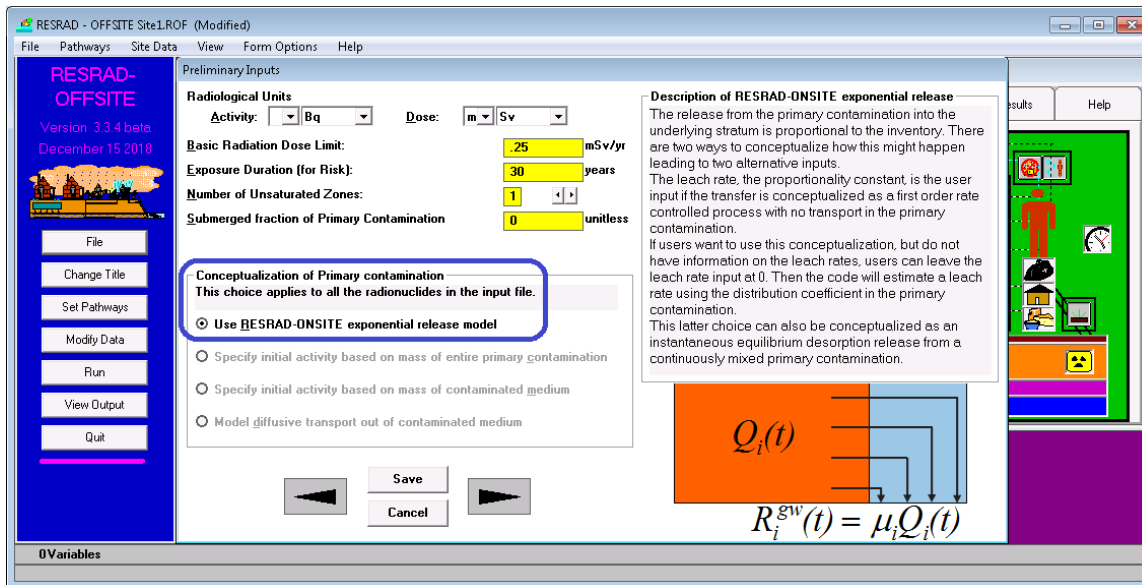 RESRAD - OFFSITE Site1.ROF (Modified)
File Pathways Site Data View Form Options Help
RESRAD-
OFFSITE
Version 3.3.4 beta
December 15 2018
File
Change Title
Set Pathways
Modify Data
Run
View Output
Quit
Preliminary Inputs
Radiological Units
Activity: Bq Dose: m Sv
Basic Radiation Dose Limit: .25 mSv/yr
Exposure Duration (for Risk): 30 years
Number of Unsaturated Zones: 1
Submerged fraction of Primary Contamination 0 unitless
Conceptualization of Primary contamination
This choice applies to all the radionuclides in the input file.
Use RESRAD-ONSITE exponential release model
Specify initial activity based on mass of entire primary contamination
Specify initial activity based on mass of contaminated medium
Model diffusive transport out of contaminated medium
Save
Cancel
Description of RESRAD-ONSITE exponential release
The release from the primary contamination into the
underlying stratum is proportional to the inventory. There
are two ways to conceptualize how this might happen
leading to two alternative inputs.
The leach rate, the proportionality constant, is the user
input if the transfer is conceptualized as a first order rate
controlled process with no transport in the primary
contamination.
If users want to use this conceptualization, but do not
have information on the leach rates, users can leave the
leach rate input at 0. Then the code will estimate a leach
rate using the distribution coefficient in the primary
contamination.
This latter choice can also be conceptualized as an
instantaneous equilibrium desorption release from a
continuously mixed primary contamination.
Q_i(t)
R_i^{gw}(t) = μ_i Q_i(t)
Help
0 Variables